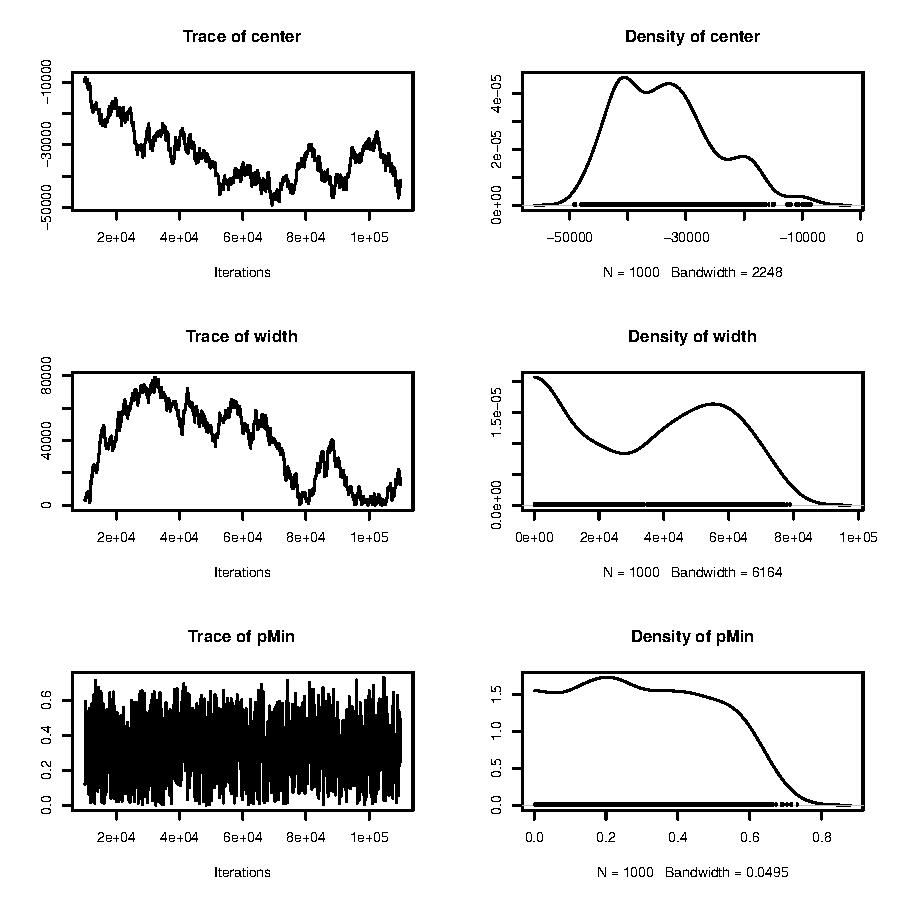 Trace of center
-10000
-30000
-50000
2e+04 4e+04 6e+04 8e+04 1e+05
Iterations
Density of center
4e-05
2e-05
0e+00
-50000 -30000 -10000 0
N = 1000 Bandwidth = 2248
Trace of width
80000
40000
0
2e+04 4e+04 6e+04 8e+04 1e+05
Iterations
Density of width
1.5e-05
0.0e+00
0e+00 2e+04 4e+04 6e+04 8e+04 1e+05
N = 1000 Bandwidth = 6164
Trace of pMin
0.6
0.4
0.2
0.0
2e+04 4e+04 6e+04 8e+04 1e+05
Iterations
Density of pMin
1.5
1.0
0.5
0.0
0.0 0.2 0.4 0.6 0.8
N = 1000 Bandwidth = 0.0495